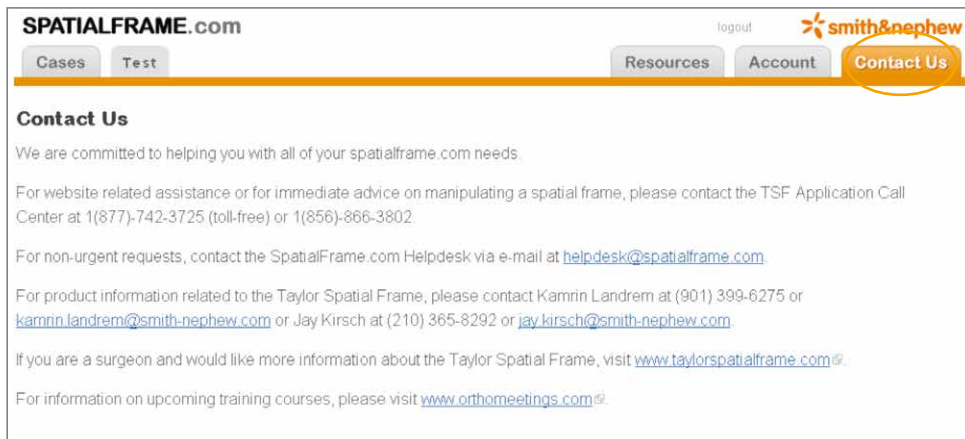 SPATIALFRAME.com
logout
smith&nephew
Cases
Test
Resources
Account
Contact Us
Contact Us
We are committed to helping you with all of your spatialframe.com needs.
For website related assistance or for immediate advice on manipulating a spatial frame, please contact the TSF Application Call
Center at 1(877)-742-3725 (toll-free) or 1(856)-866-3802.
For non-urgent requests, contact the SpatialFrame.com Helpdesk via e-mail at helpdesk@spatialframe.com.
For product information related to the Taylor Spatial Frame, please contact Kamrin Landrem at (901) 399-6275 or
kamrin.landrem@smith-nephew.com or Jay Kirsch at (210) 365-8292 or jay.kirsch@smith-nephew.com.
If you are a surgeon and would like more information about the Taylor Spatial Frame, visit www.taylorspatialframe.com.
For information on upcoming training courses, please visit www.orthomeetings.com.